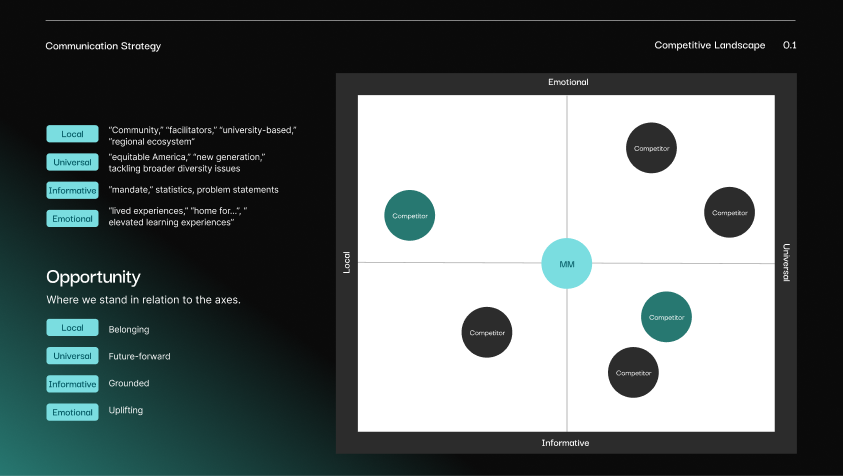 Communication Strategy
Competitive Landscape 0.1
Local
“Community,” “facilitators,” “university-based,”
“regional ecosystem”
Universal
“equitable America,” “new generation,”
tackling broader diversity issues
Informative
“mandate,” statistics, problem statements
Emotional
“lived experiences,” “home for...”, “
elevated learning experiences”
Opportunity
Where we stand in relation to the axes.
Local
Belonging
Universal
Future-forward
Informative
Grounded
Emotional
Uplifting
Emotional
Competitor
Competitor
Competitor
Local
MM
Universal
Competitor
Competitor
Competitor
Informative